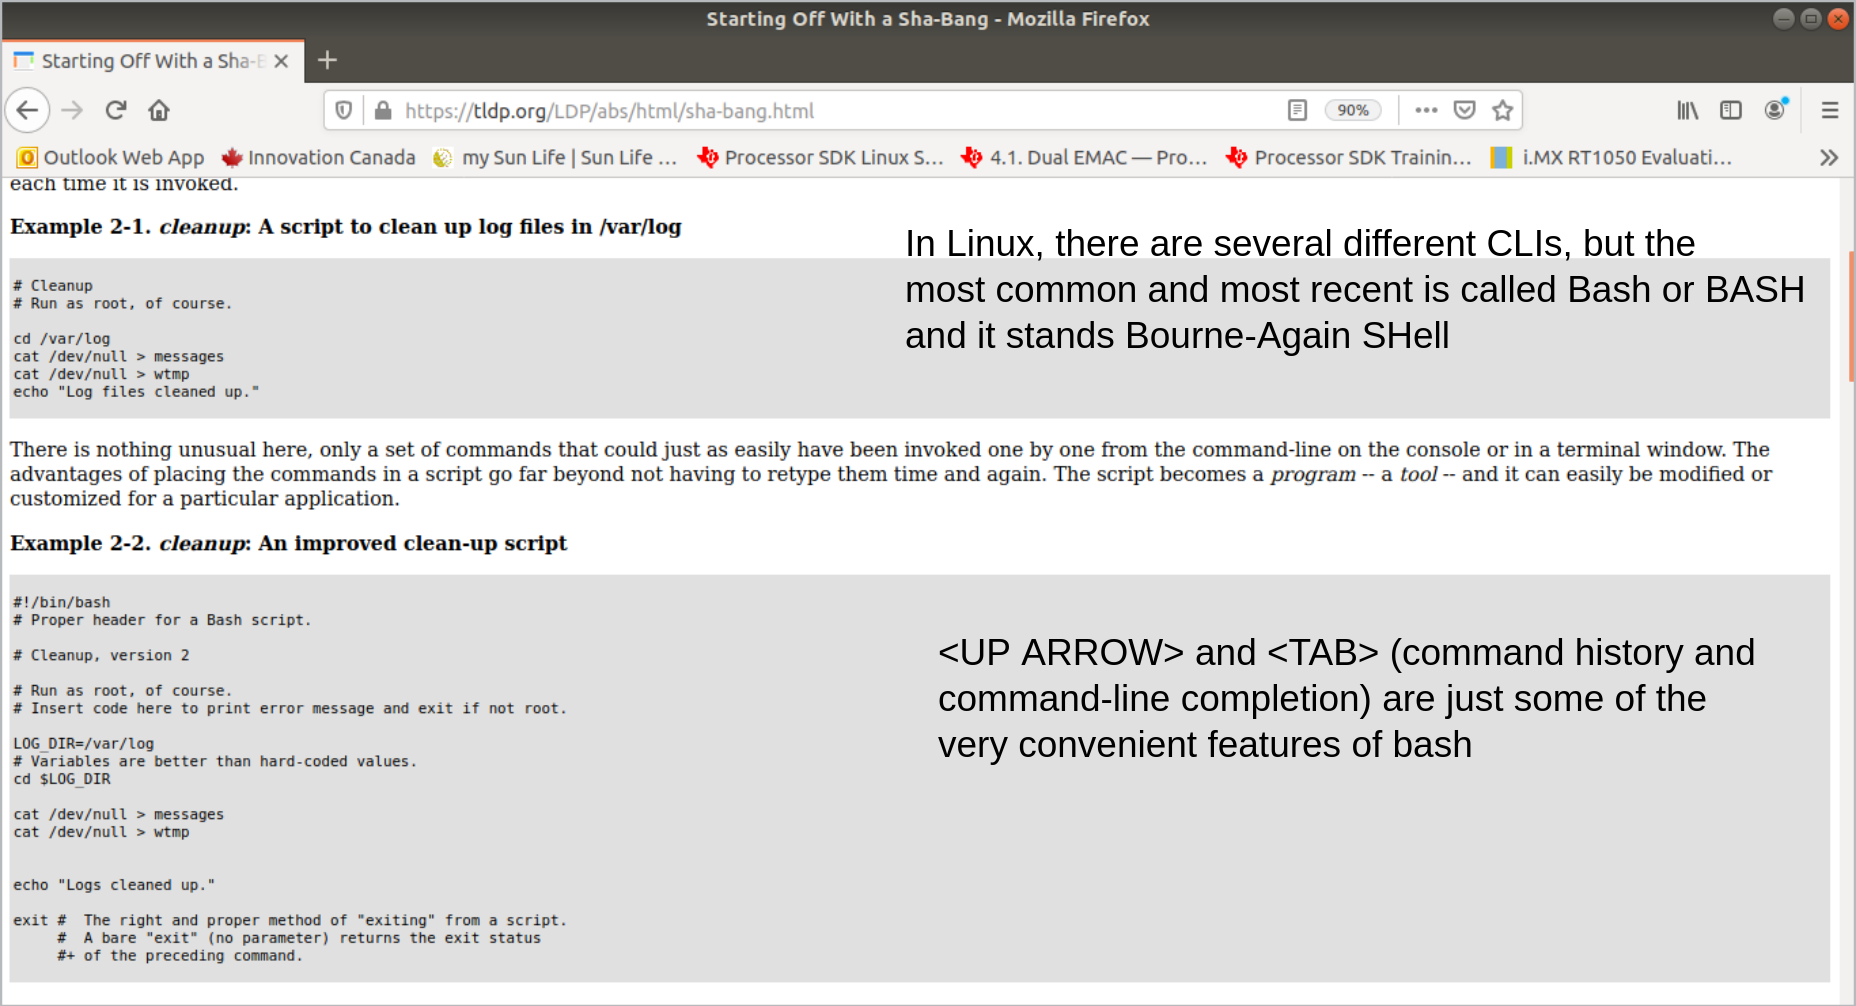 Starting Off With a Sha-Bang - Mozilla Firefox
Starting Off With a Sha-B
https://tldp.org/LDP/abs/html/sha-bang.html
90%
Outlook Web App
Innovation Canada
my Sun Life | Sun Life ...
Processor SDK Linux S...
4.1. Dual EMAC — Pro...
Processor SDK Trainin...
i.MX RT1050 Evaluati...
each time it is invoked.
Example 2-1. cleanup: A script to clean up log files in /var/log
In Linux, there are several different CLIs, but the
most common and most recent is called Bash or BASH
and it stands Bourne-Again SHell
# Cleanup
# Run as root, of course.
cd /var/log
cat /dev/null > messages
cat /dev/null > wtmp
echo "Log files cleaned up."
There is nothing unusual here, only a set of commands that could just as easily have been invoked one by one from the command-line on the console or in a terminal window. The
advantages of placing the commands in a script go far beyond not having to retype them time and again. The script becomes a program -- a tool -- and it can easily be modified or
customized for a particular application.
Example 2-2. cleanup: An improved clean-up script
#!/bin/bash
# Proper header for a Bash script.
# Cleanup, version 2
# Run as root, of course.
# Insert code here to print error message and exit if not root.
LOG_DIR=/var/log
# Variables are better than hard-coded values.
cd $LOG_DIR
cat /dev/null > messages
cat /dev/null > wtmp
echo "Logs cleaned up."
exit #  The right and proper method of "exiting" from a script.
     #  A bare "exit" (no parameter) returns the exit status
     #+ of the preceding command.
<UP ARROW> and <TAB> (command history and
command-line completion) are just some of the
very convenient features of bash